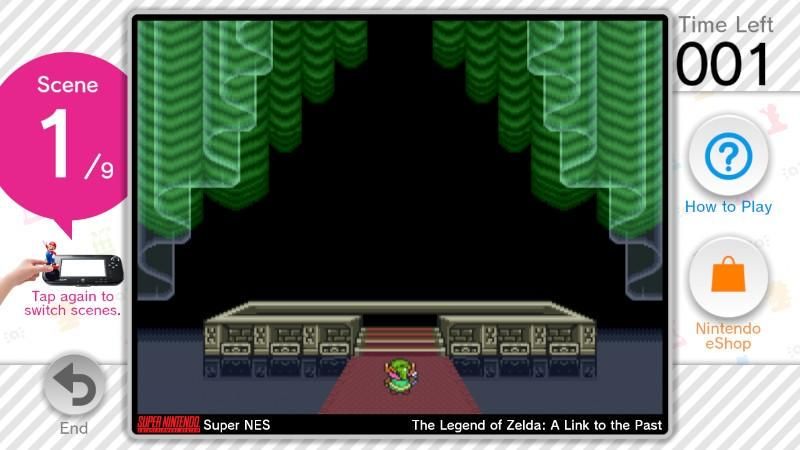 Scene
1/9
Tap again to
switch scenes.
End
SUPER NINTENDO
Super NES
The Legend of Zelda: A Link to the Past
Time Left
001
?
How to Play
Nintendo
eShop